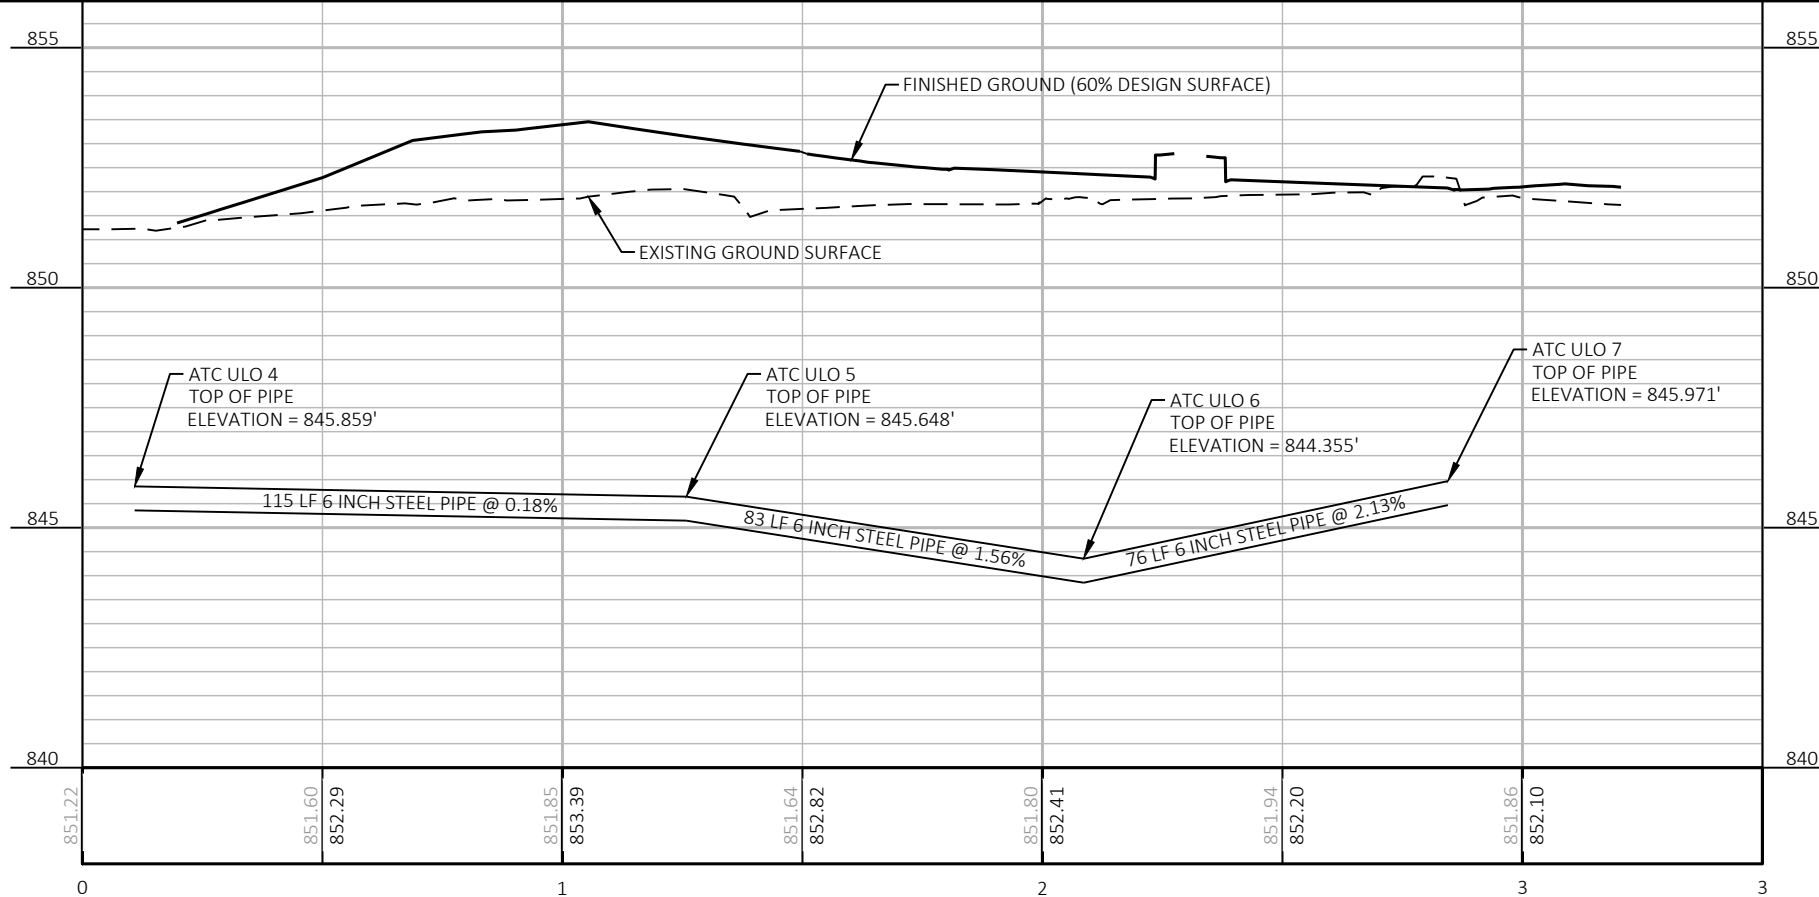 855
855
FINISHED GROUND (60% DESIGN SURFACE)
EXISTING GROUND SURFACE
850
850
ATC ULO 4
TOP OF PIPE
ELEVATION = 845.859'
ATC ULO 5
TOP OF PIPE
ELEVATION = 845.648'
ATC ULO 6
TOP OF PIPE
ELEVATION = 844.355'
ATC ULO 7
TOP OF PIPE
ELEVATION = 845.971'
115 LF 6 INCH STEEL PIPE @ 0.18%
83 LF 6 INCH STEEL PIPE @ 1.56%
76 LF 6 INCH STEEL PIPE @ 2.13%
845
845
840
840
851.22
851.60
852.29
851.85
853.39
851.64
852.82
851.80
852.41
851.94
852.20
851.86
852.10
0
1
2
3
3